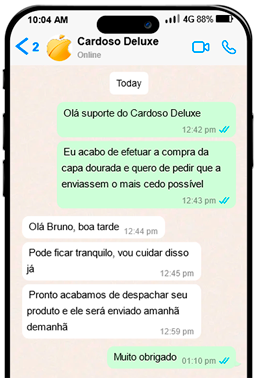 10:04 AM
4G 88%
2
Cardoso Deluxe
Online
Today
Olá suporte do Cardoso Deluxe
12:42 pm
Eu acabo de efetuar a compra da
capa dourada e quero de pedir que a
enviassem o mais cedo possível
12:43 pm
Olá Bruno, boa tarde
12:44 pm
Pode ficar tranquilo, vou cuidar disso
já
12:45 pm
Pronto acabamos de despachar seu
produto e ele será enviado amanhã
demanhã
12:59 pm
Muito obrigado
01:10 pm